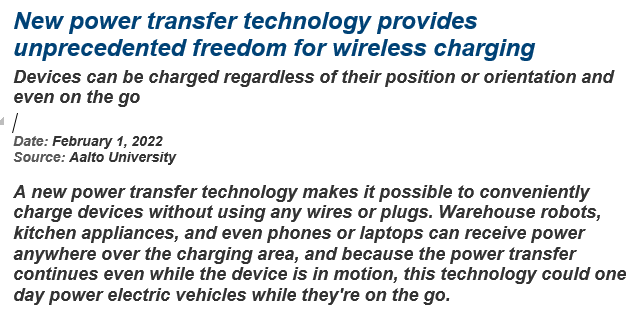 New power transfer technology provides
unprecedented freedom for wireless charging
Devices can be charged regardless of their position or orientation and
even on the go
/
Date: February 1, 2022
Source: Aalto University
A new power transfer technology makes it possible to conveniently
charge devices without using any wires or plugs. Warehouse robots,
kitchen appliances, and even phones or laptops can receive power
anywhere over the charging area, and because the power transfer
continues even while the device is in motion, this technology could one
day power electric vehicles while they're on the go.